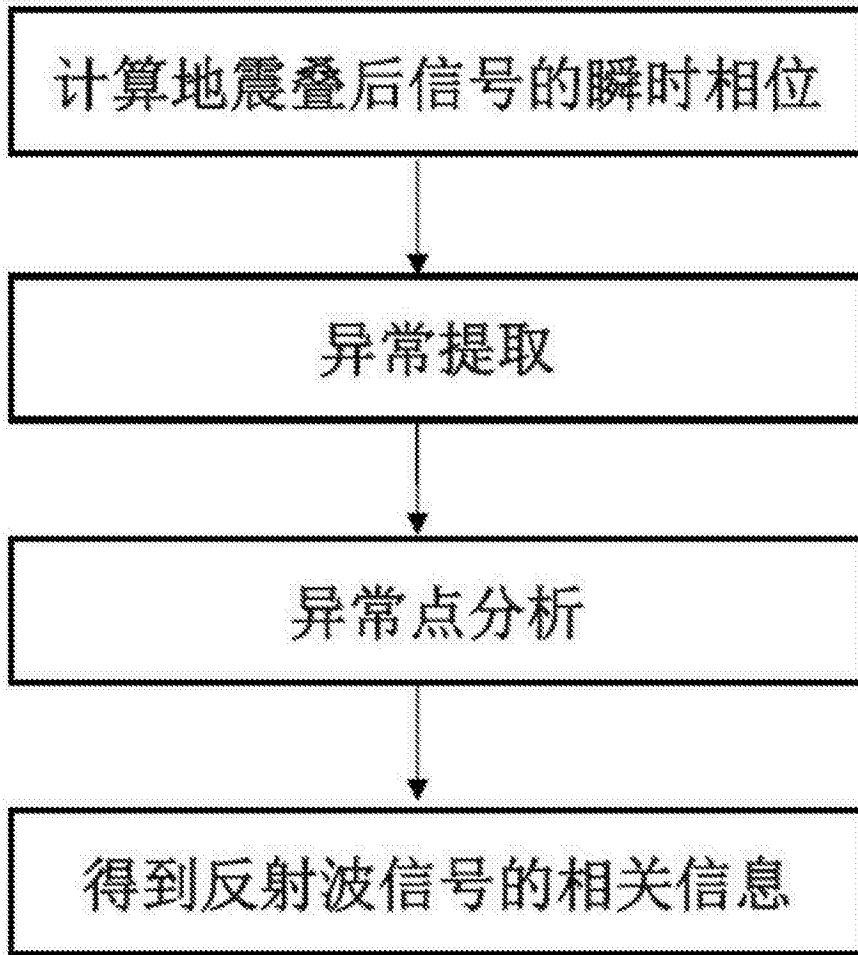 计算地震叠后信号的瞬时相位
异常提取
异常点分析
得到反射波信号的相关信息